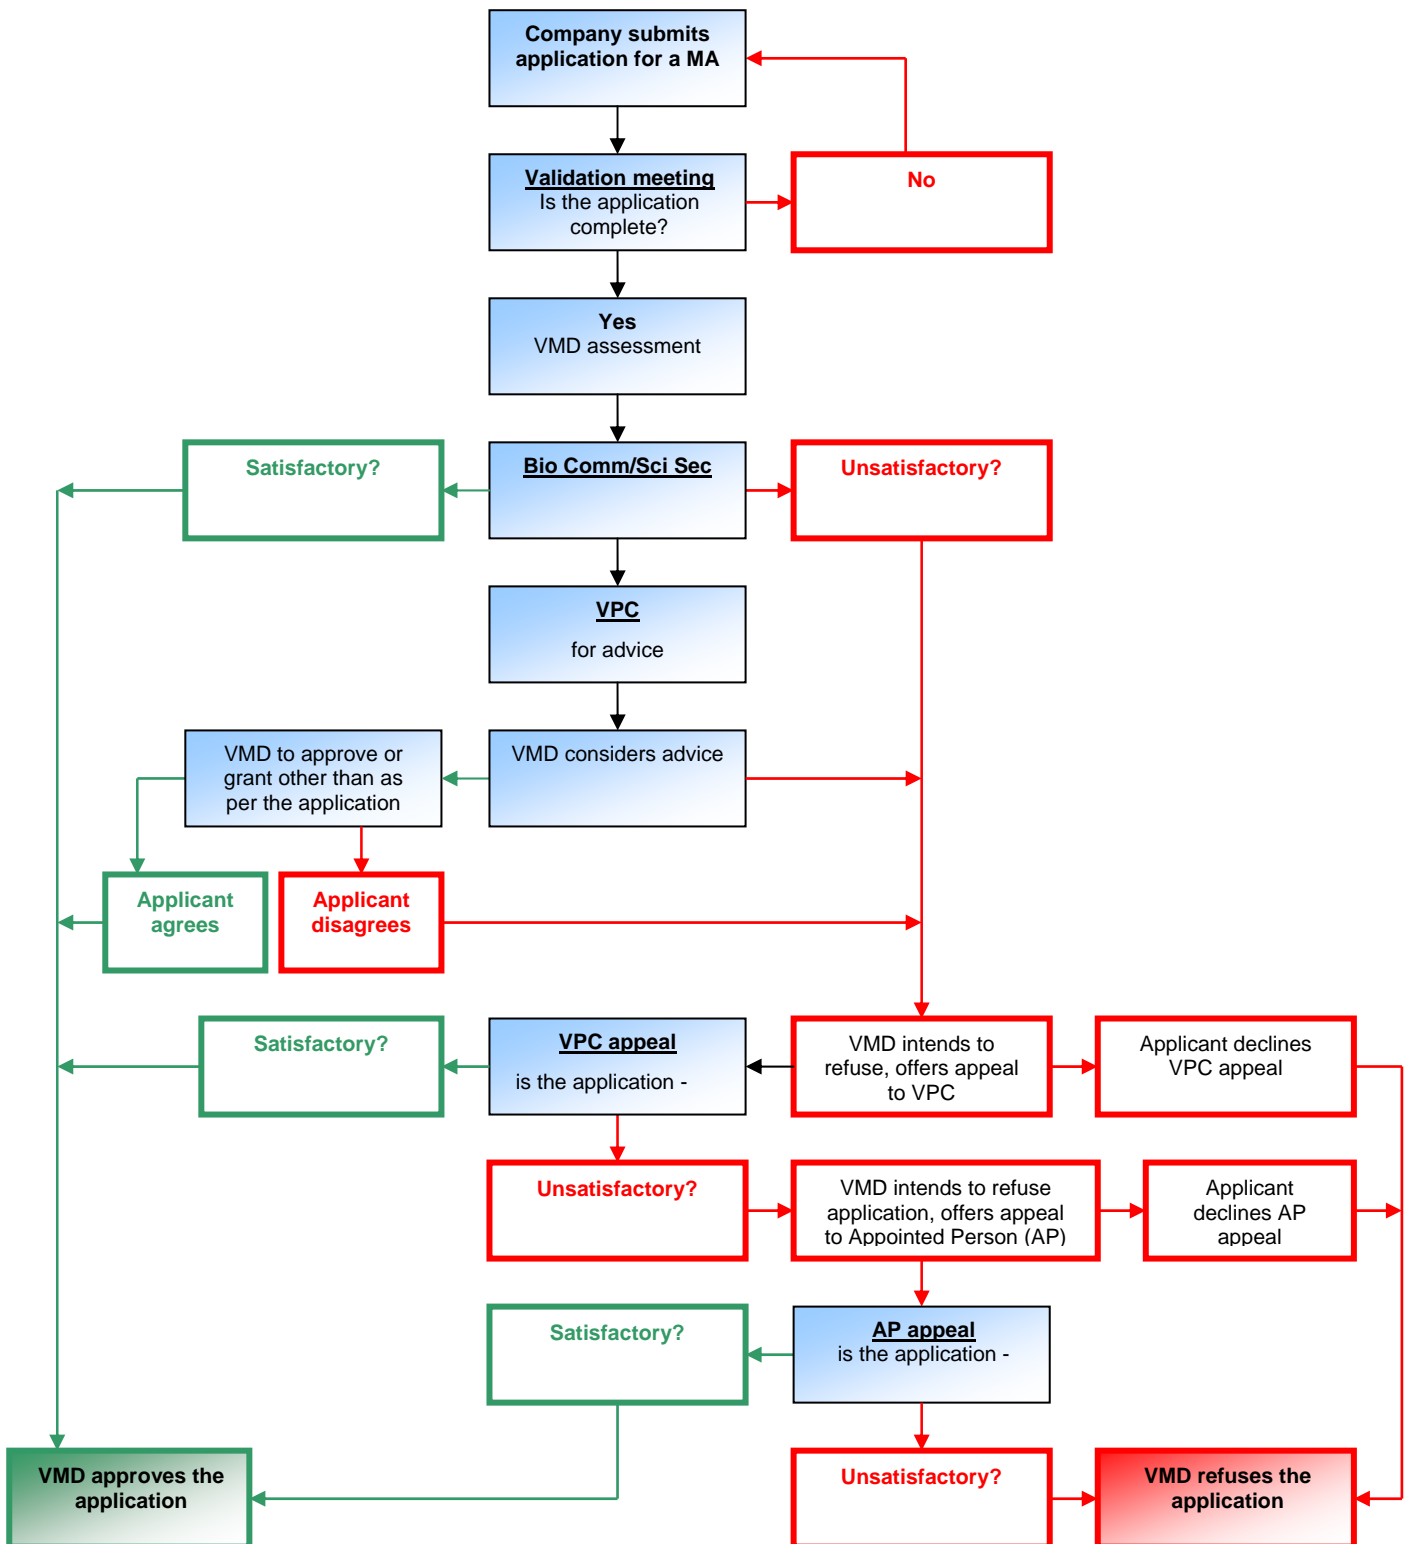 Company submits
application for a MA
Validation meeting
Is the application
complete?
No
Yes
VMD assessment
Satisfactory?
Bio Comm/Sci Sec
Unsatisfactory?
VPC
for advice
VMD to approve or
grant other than as
per the application
VMD considers advice
Applicant
agrees
Applicant
disagrees
Satisfactory?
VPC appeal
is the application -
VMD intends to
refuse, offers appeal
to VPC
Applicant declines
VPC appeal
Unsatisfactory?
VMD intends to refuse
application, offers appeal
to Appointed Person (AP)
Applicant
declines AP
appeal
Satisfactory?
AP appeal
is the application -
VMD approves the
application
Unsatisfactory?
VMD refuses the
application